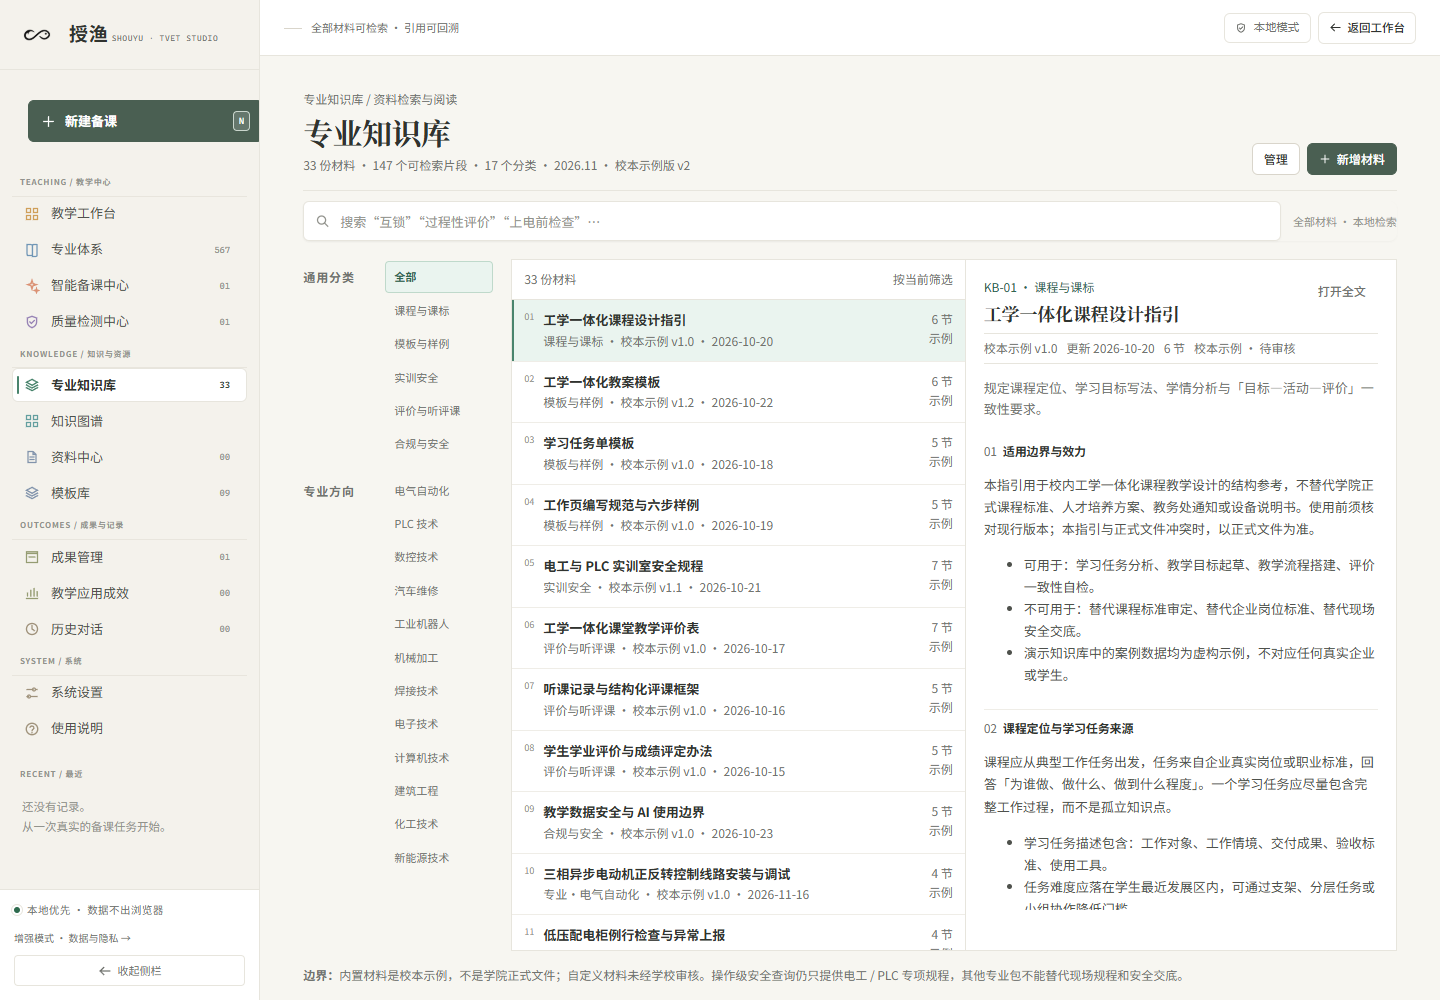 授渔 SHOUYU · TVET STUDIO
新建备课 N
TEACHING / 教学中心
教学工作台
专业体系 567
智能备课中心 01
质量检测中心 01
KNOWLEDGE / 知识与资源
专业知识库 33
知识图谱
资料中心 00
模板库 09
OUTCOMES / 成果与记录
成果管理 01
教学应用成效 00
历史对话 00
SYSTEM / 系统
系统设置
使用说明
RECENT / 最近
还没有记录。
从一次真实的备课任务开始。
本地优先 · 数据不出浏览器
增强模式 · 数据与隐私 →
← 收起侧栏
全部材料可检索 · 引用可回溯
本地模式
← 返回工作台
专业知识库 / 资料检索与阅读
专业知识库
33 份材料 · 147 个可检索片段 · 17 个分类 · 2026.11 · 校本示例版 v2
管理
新增材料
搜索“互锁”“过程性评价”“上电前检查”…
全部材料 · 本地检索
通用分类
全部
课程与课标
模板与样例
实训安全
评价与听评课
合规与安全
专业方向
电气自动化
PLC 技术
数控技术
汽车维修
工业机器人
机械加工
焊接技术
电子技术
计算机技术
建筑工程
化工技术
新能源技术
33 份材料 按当前筛选
01 工学一体化课程设计指引 6 节
课程与课标 · 校本示例 v1.0 · 2026-10-20 示例
02 工学一体化教案模板 6 节
模板与样例 · 校本示例 v1.2 · 2026-10-22 示例
03 学习任务单模板 5 节
模板与样例 · 校本示例 v1.0 · 2026-10-18 示例
04 工作页编写规范与六步样例 5 节
模板与样例 · 校本示例 v1.0 · 2026-10-19 示例
05 电工与 PLC 实训室安全规程 7 节
实训安全 · 校本示例 v1.1 · 2026-10-21 示例
06 工学一体化课堂教学评价表 7 节
评价与听评课 · 校本示例 v1.0 · 2026-10-17 示例
07 听课记录与结构化评课框架 5 节
评价与听评课 · 校本示例 v1.0 · 2026-10-16 示例
08 学生学业评价与成绩评定办法 5 节
评价与听评课 · 校本示例 v1.0 · 2026-10-15 示例
09 教学数据安全与 AI 使用边界 5 节
合规与安全 · 校本示例 v1.0 · 2026-10-23 示例
10 三相异步电动机正反转控制线路安装与调试 4 节
专业 · 电气自动化 · 校本示例 v1.0 · 2026-11-16 示例
11 低压配电柜例行检查与异常上报 4 节
KB-01 · 课程与课标
打开全文
工学一体化课程设计指引
校本示例 v1.0 更新 2026-10-20 6 节 校本示例 · 待审核
规定课程定位、学习目标写法、学情分析与「目标—活动—评价」一
致性要求。
01 适用边界与效力
本指引用于校内工学一体化课程教学设计的结构参考，不替代学院正
式课程标准、人才培养方案、教务处通知或设备说明书。使用前须核
对现行版本；本指引与正式文件冲突时，以正式文件为准。
• 可用于：学习任务分析、教学目标起草、教学流程搭建、评价
一致性自检。
• 不可用于：替代课程标准审定、替代企业岗位标准、替代现场
安全交底。
• 演示知识库中的案例数据均为虚构示例，不对应任何真实企业
或学生。
02 课程定位与学习任务来源
课程应从典型工作任务出发，任务来自企业真实岗位或职业标准，回
答「为谁做、做什么、做到什么程度」。一个学习任务应尽量包含完
整工作过程，而不是孤立知识点。
• 学习任务描述包含：工作对象、工作情境、交付成果、验收标
准、使用工具。
• 任务难度应落在学生最近发展区内，可通过支架、分层任务或
小组协作降低门槛。
边界：内置材料是校本示例，不是学院正式文件；自定义材料未经学校审核。操作级安全查询仍只提供电工 / PLC 专项规程，其他专业包不能替代现场规程和安全交底。